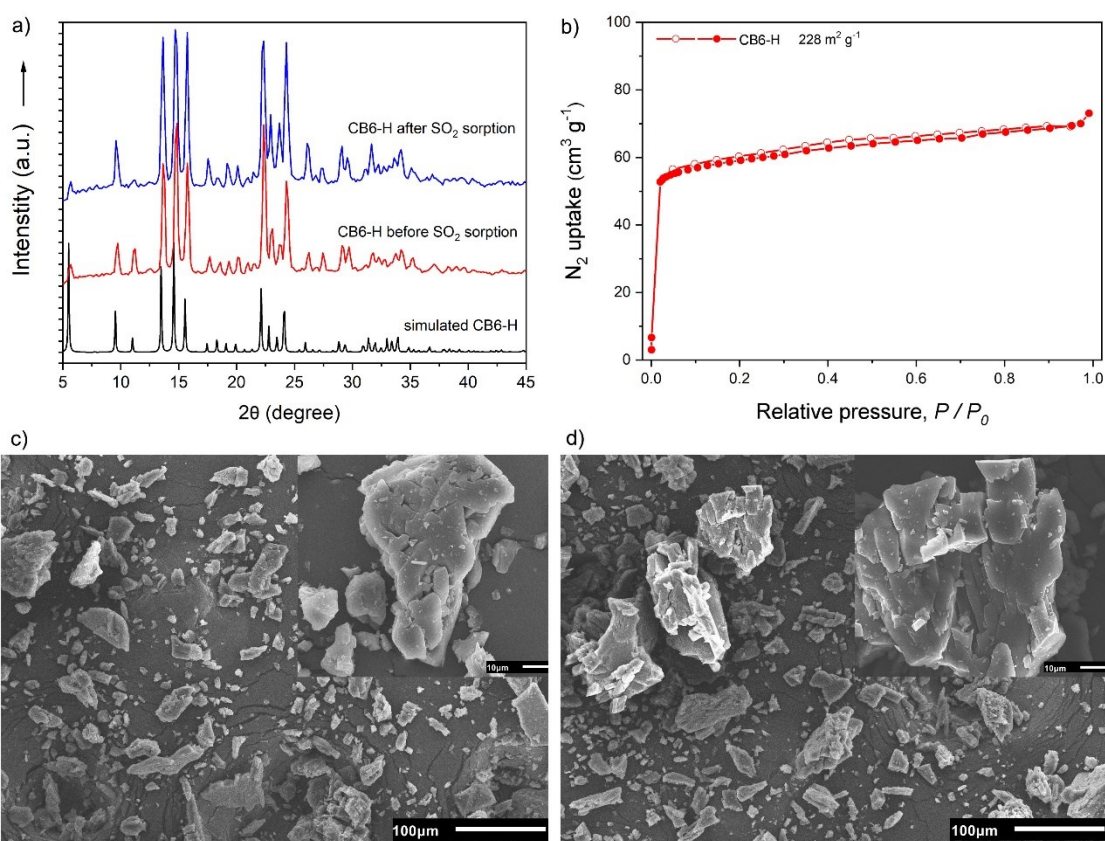 a)
Intenstity (a.u.)
CB6-H after SO₂ sorption
CB6-H before SO₂ sorption
simulated CB6-H
5 10 15 20 25 30 35 40 45
2θ (degree)
b)
CB6-H 228 m² g⁻¹
N₂ uptake (cm³ g⁻¹)
100
80
60
40
20
0
0.0 0.2 0.4 0.6 0.8 1.0
Relative pressure, P / P₀
c)
10µm
100µm
d)
10µm
100µm